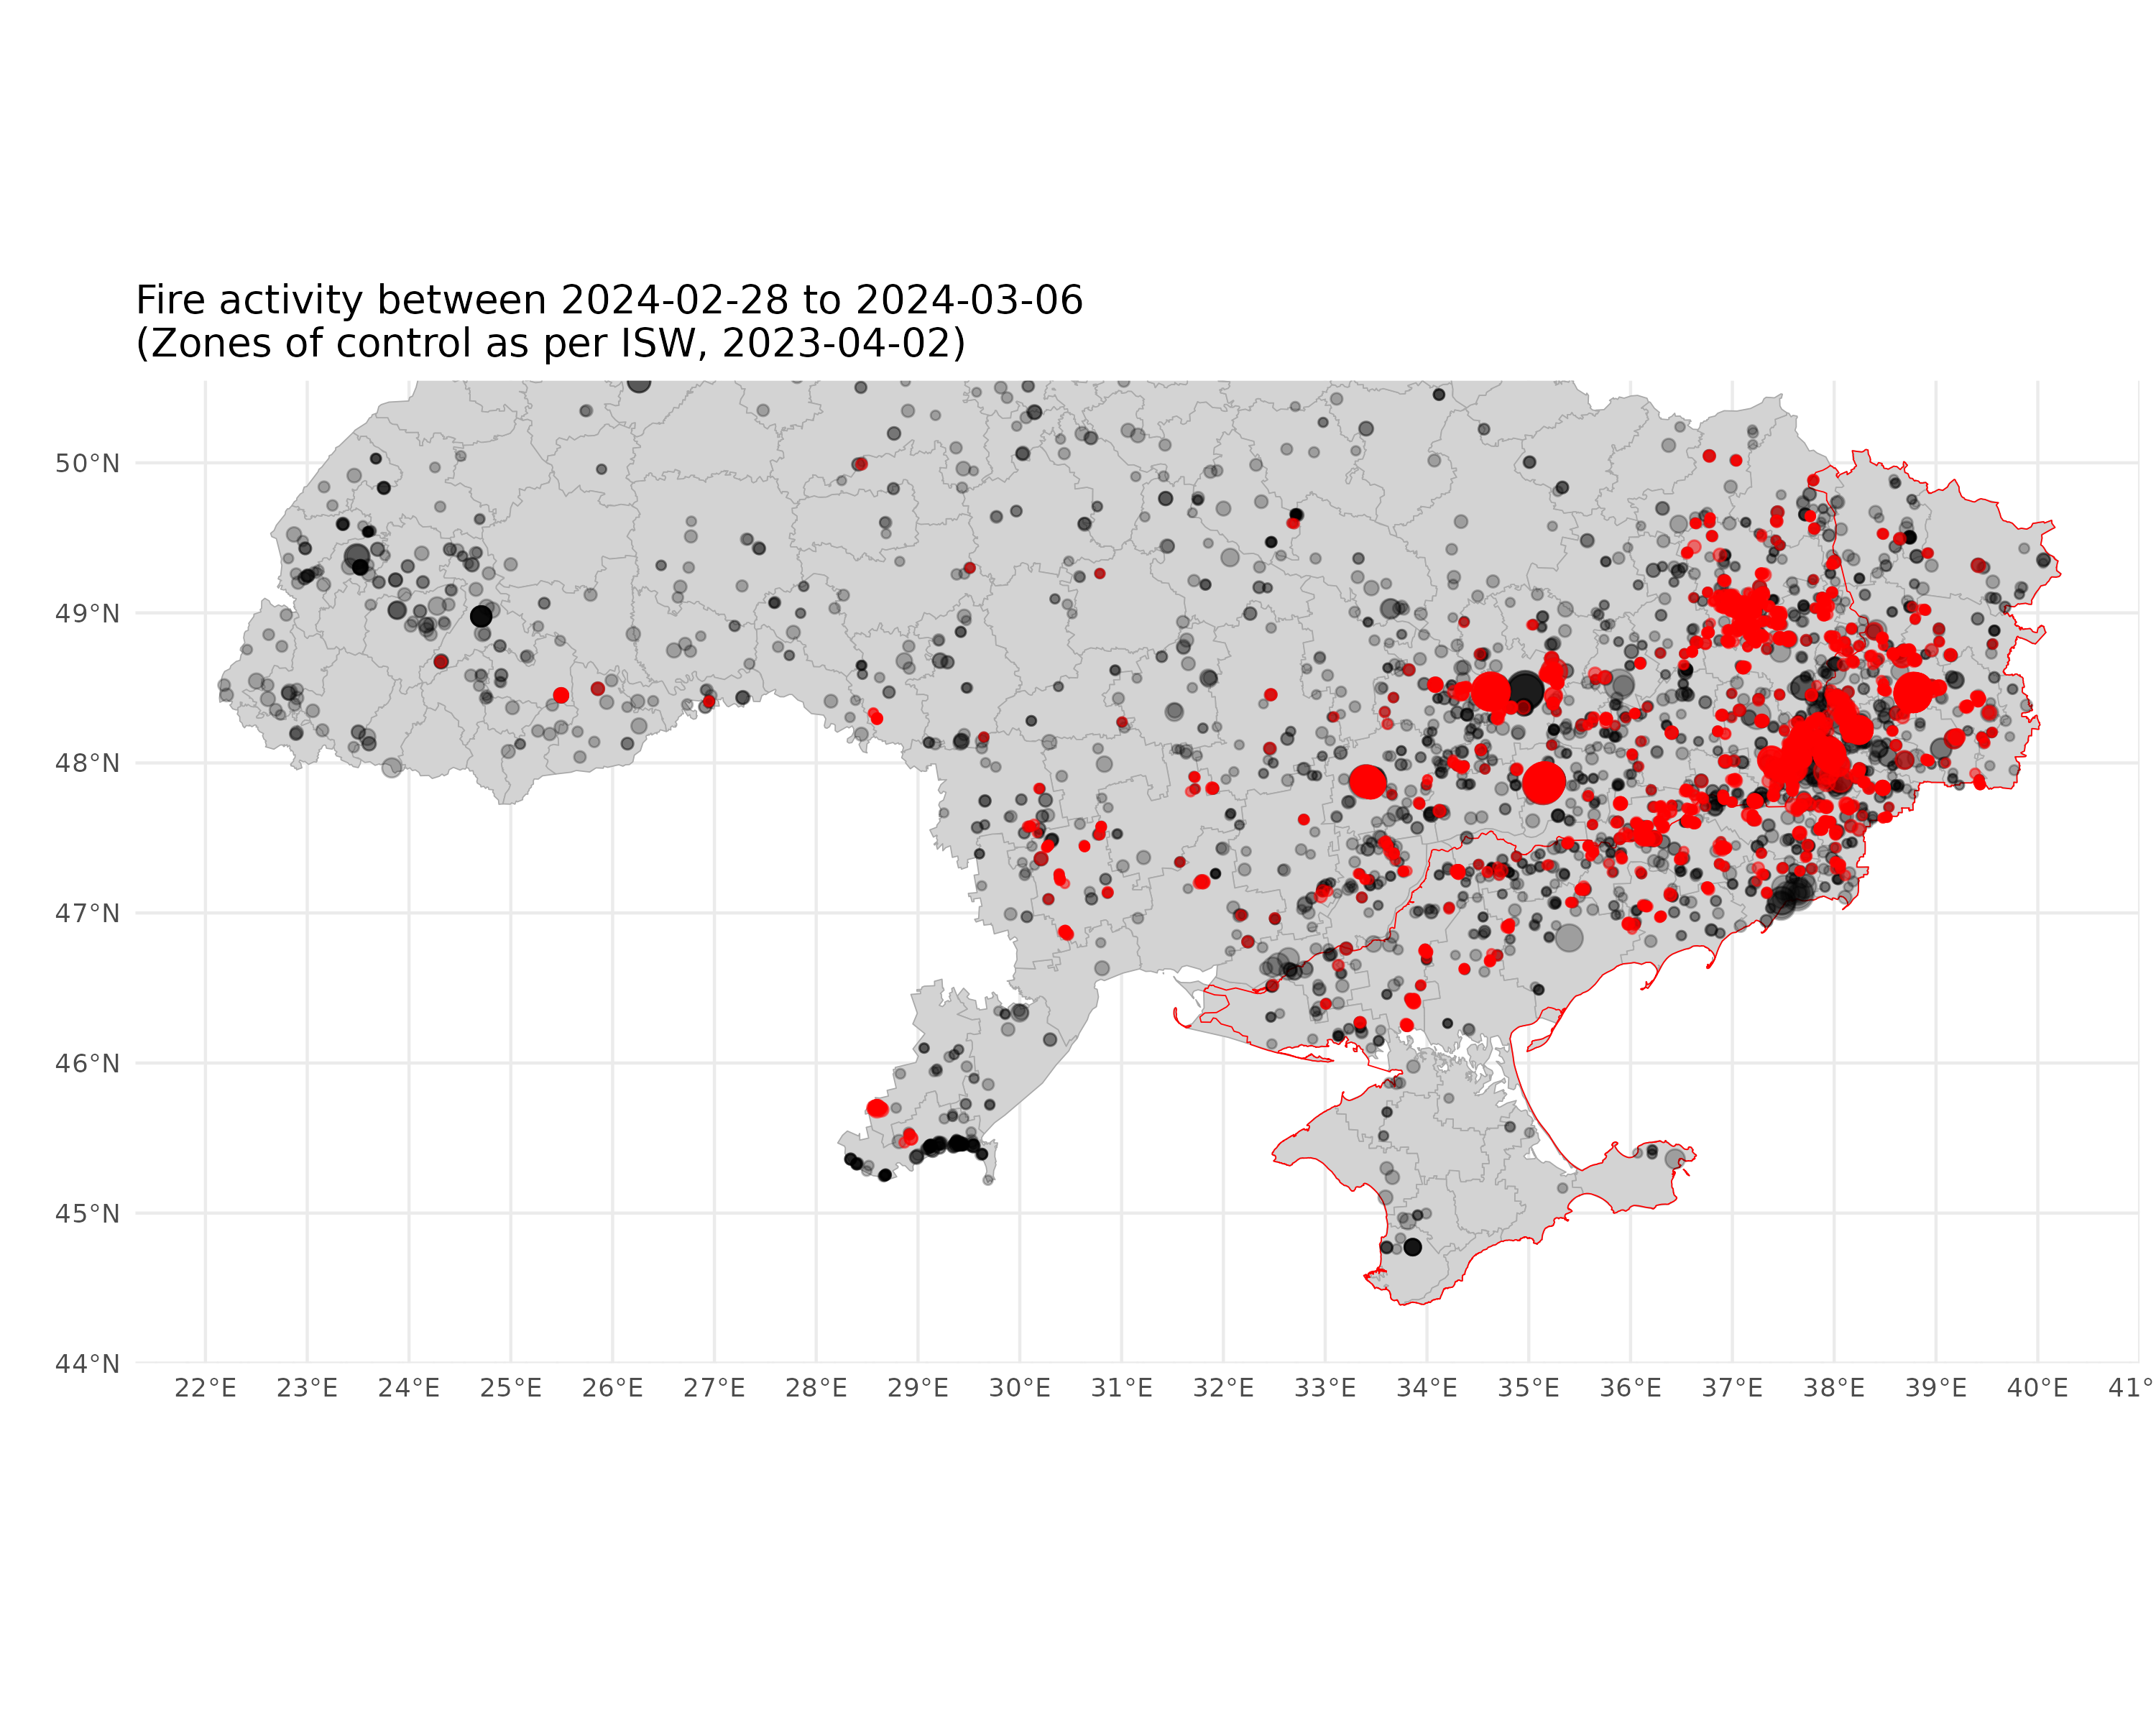 Fire activity between 2024-02-28 to 2024-03-06
(Zones of control as per ISW, 2023-04-02)
50°N
49°N
48°N
47°N
46°N
45°N
44°N
22°E 23°E 24°E 25°E 26°E 27°E 28°E 29°E 30°E 31°E 32°E 33°E 34°E 35°E 36°E 37°E 38°E 39°E 40°E 41°